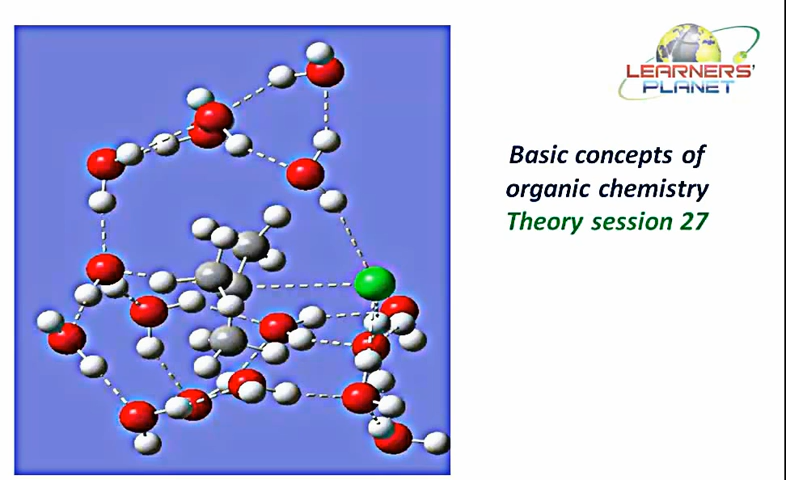 LEARNERS'
PLANET
Basic concepts of
organic chemistry
Theory session 27